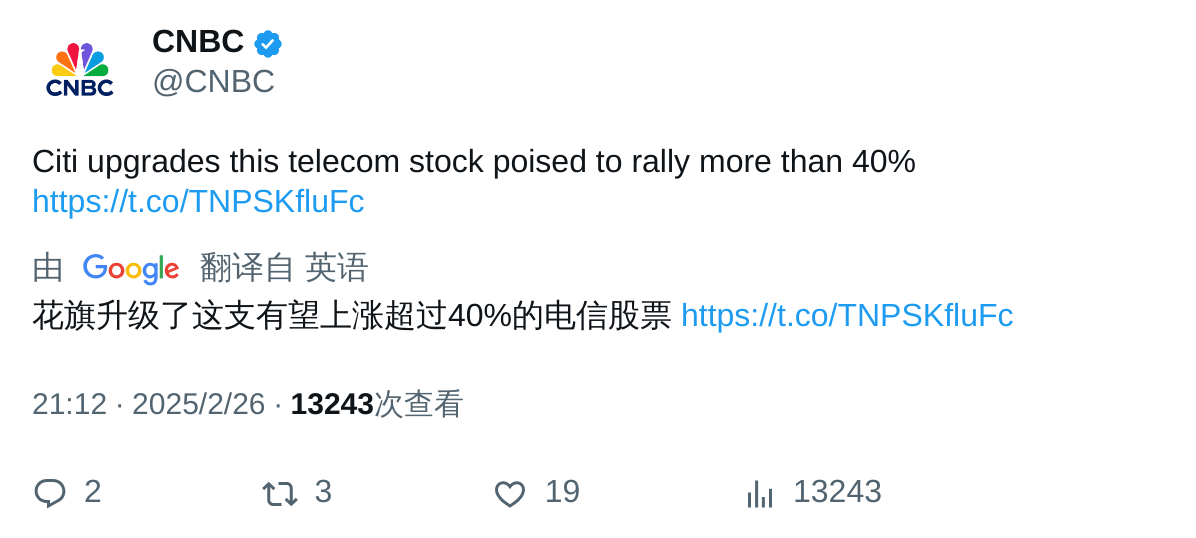 CNBC
CNBC
@CNBC
Citi upgrades this telecom stock poised to rally more than 40%
https://t.co/TNPSKfluFc
由 Google 翻译自 英语
花旗升级了这支有望上涨超过40%的电信股票 https://t.co/TNPSKfluFc
21:12 · 2025/2/26 · 13243次查看
2 3 19 13243